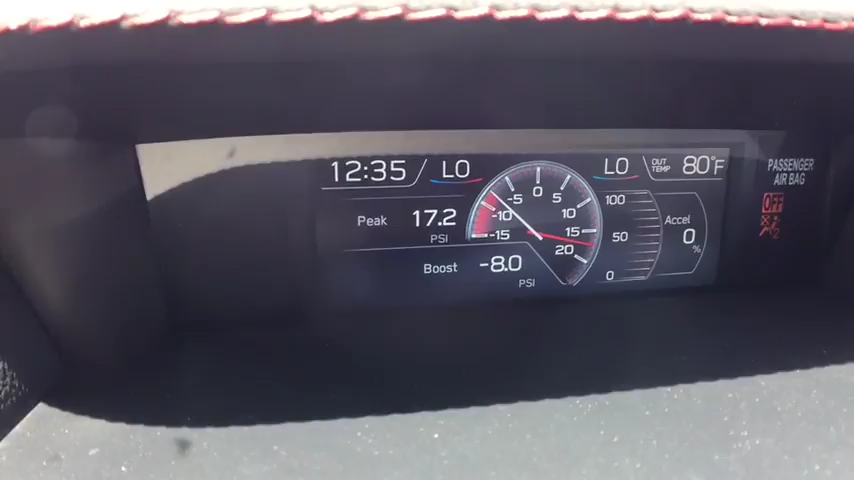 12:35 LO LO OUT TEMP 80°F
PASSENGER
AIR BAG
OFF
2
Peak 17.2
PSI
Boost -8.0
PSI
-15
-10
-5
0
5
10
15
20
100
50
0
Accel
0
%